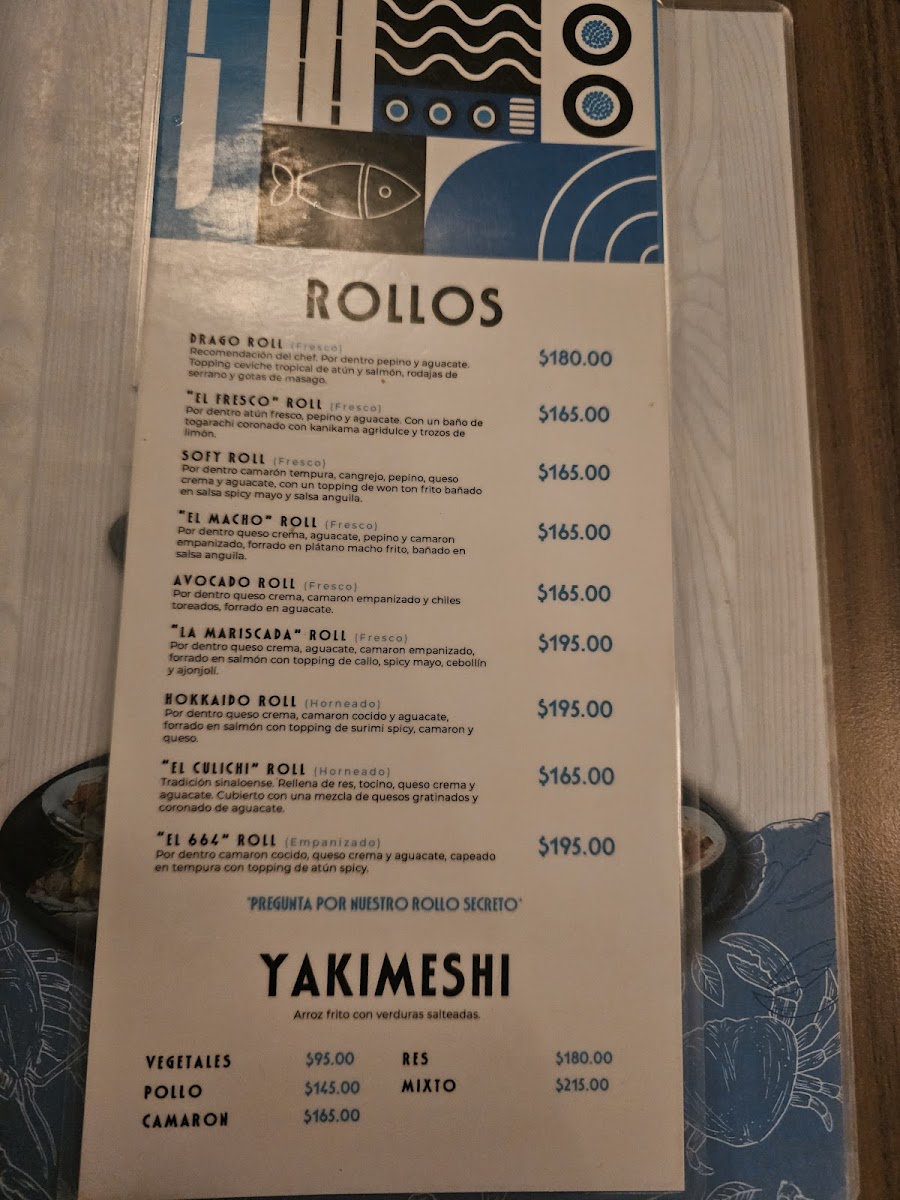 ROLLOS
DRAGO ROLL (Fresco)
$180.00
Recomendación del chef. Por dentro pepino y aguacate.
Topping ceviche tropical de atún y salmón, rodajas de
serrano y gotas de masago.
"EL FRESCO" ROLL (Fresco)
$165.00
Por dentro atún fresco, pepino y aguacate. Con un baño de
togarachi coronado con kanikama agridulce y trozos de
limón.
SOFY ROLL (Fresco)
$165.00
Por dentro camarón tempura, cangrejo, pepino, queso
crema y aguacate, con un topping de won ton frito bañado
en salsa spicy mayo y salsa anguila.
"EL MACHO" ROLL (Fresco)
$165.00
Por dentro queso crema, aguacate, pepino y camaron
empanizado, forrado en plátano macho frito, bañado en
salsa anguila.
AVOCADO ROLL (Fresco)
$165.00
Por dentro queso crema, camaron empanizado y chiles
toreados, forrado en aguacate.
"LA MARISCADA" ROLL (Fresco)
$195.00
Por dentro queso crema, aguacate, camaron empanizado,
forrado en salmón con topping de callo, spicy mayo, cebollín
y ajonjolí.
HOKKAIDO ROLL (Horneado)
$195.00
Por dentro queso crema, camaron cocido y aguacate,
forrado en salmón con topping de surimi spicy, camaron y
queso.
"EL CULICHI" ROLL (Horneado)
$165.00
Tradición sinaloense. Rellena de res, tocino, queso crema y
aguacate. Cubierto con una mezcla de quesos gratinados y
coronado de aguacate.
"EL 664" ROLL (Empanizado)
$195.00
Por dentro camaron cocido, queso crema y aguacate, capeado
en tempura con topping de atún spicy.
"PREGUNTA POR NUESTRO ROLLO SECRETO"
YAKIMESHI
Arroz frito con verduras salteadas.
VEGETALES $95.00
POLLO $145.00
CAMARON $165.00
RES $180.00
MIXTO $215.00